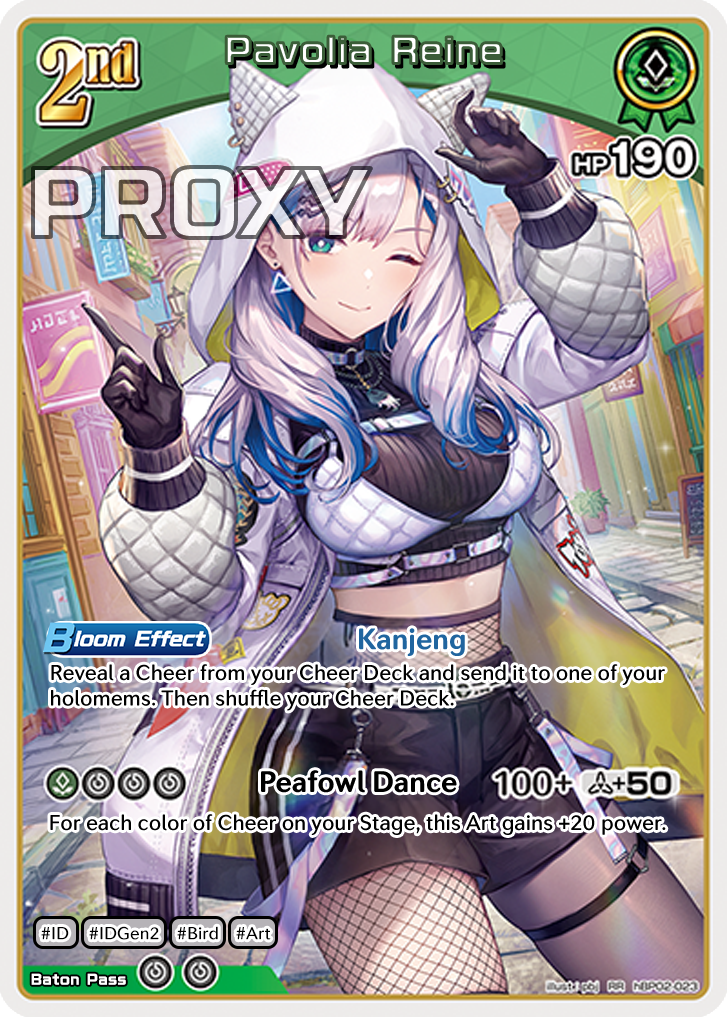 2nd
Pavolia Reine
HP190
PROXY
Bloom Effect Kanjeng
Reveal a Cheer from your Cheer Deck and send it to one of your
holomems. Then shuffle your Cheer Deck.
Peafowl Dance 100+ +50
For each color of Cheer on your Stage, this Art gains +20 power.
#ID #IDGen2 #Bird #Art
Baton Pass
illust: pbj RR hBP02-023